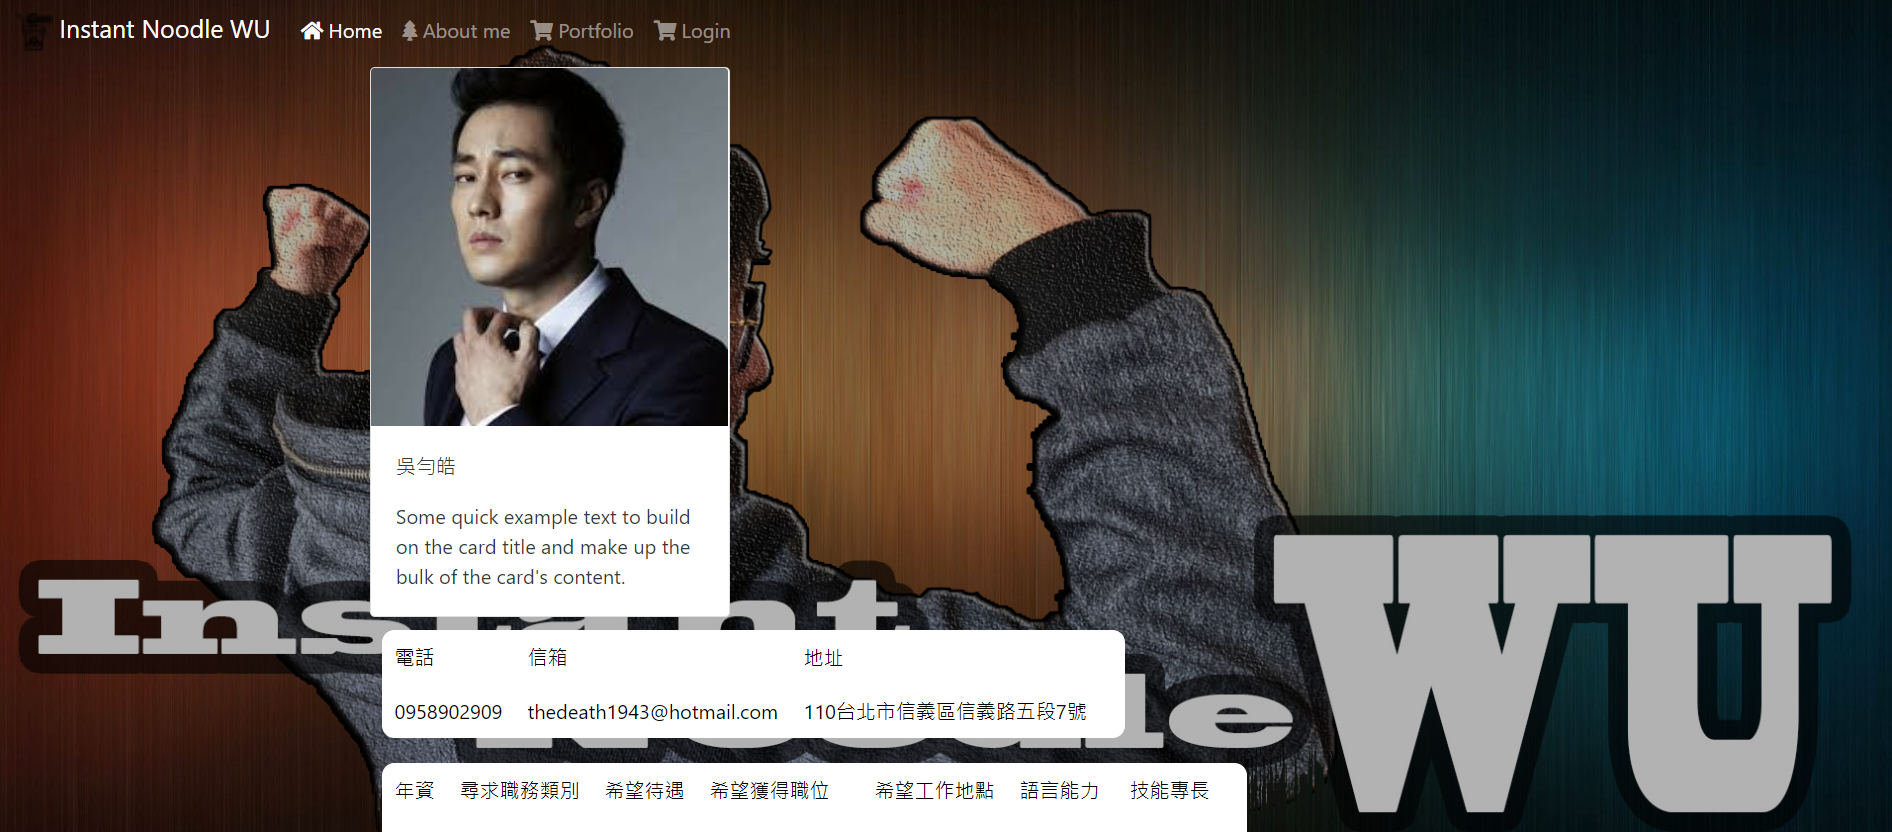 Instant Noodle WU Home About me Portfolio Login
吳勻皓
Some quick example text to build
on the card title and make up the
bulk of the card's content.
Instant
Noodle
WU
電話 信箱 地址
0958902909 thedeath1943@hotmail.com 110台北市信義區信義路五段7號
年資 尋求職務類別 希望待遇 希望獲得職位 希望工作地點 語言能力 技能專長